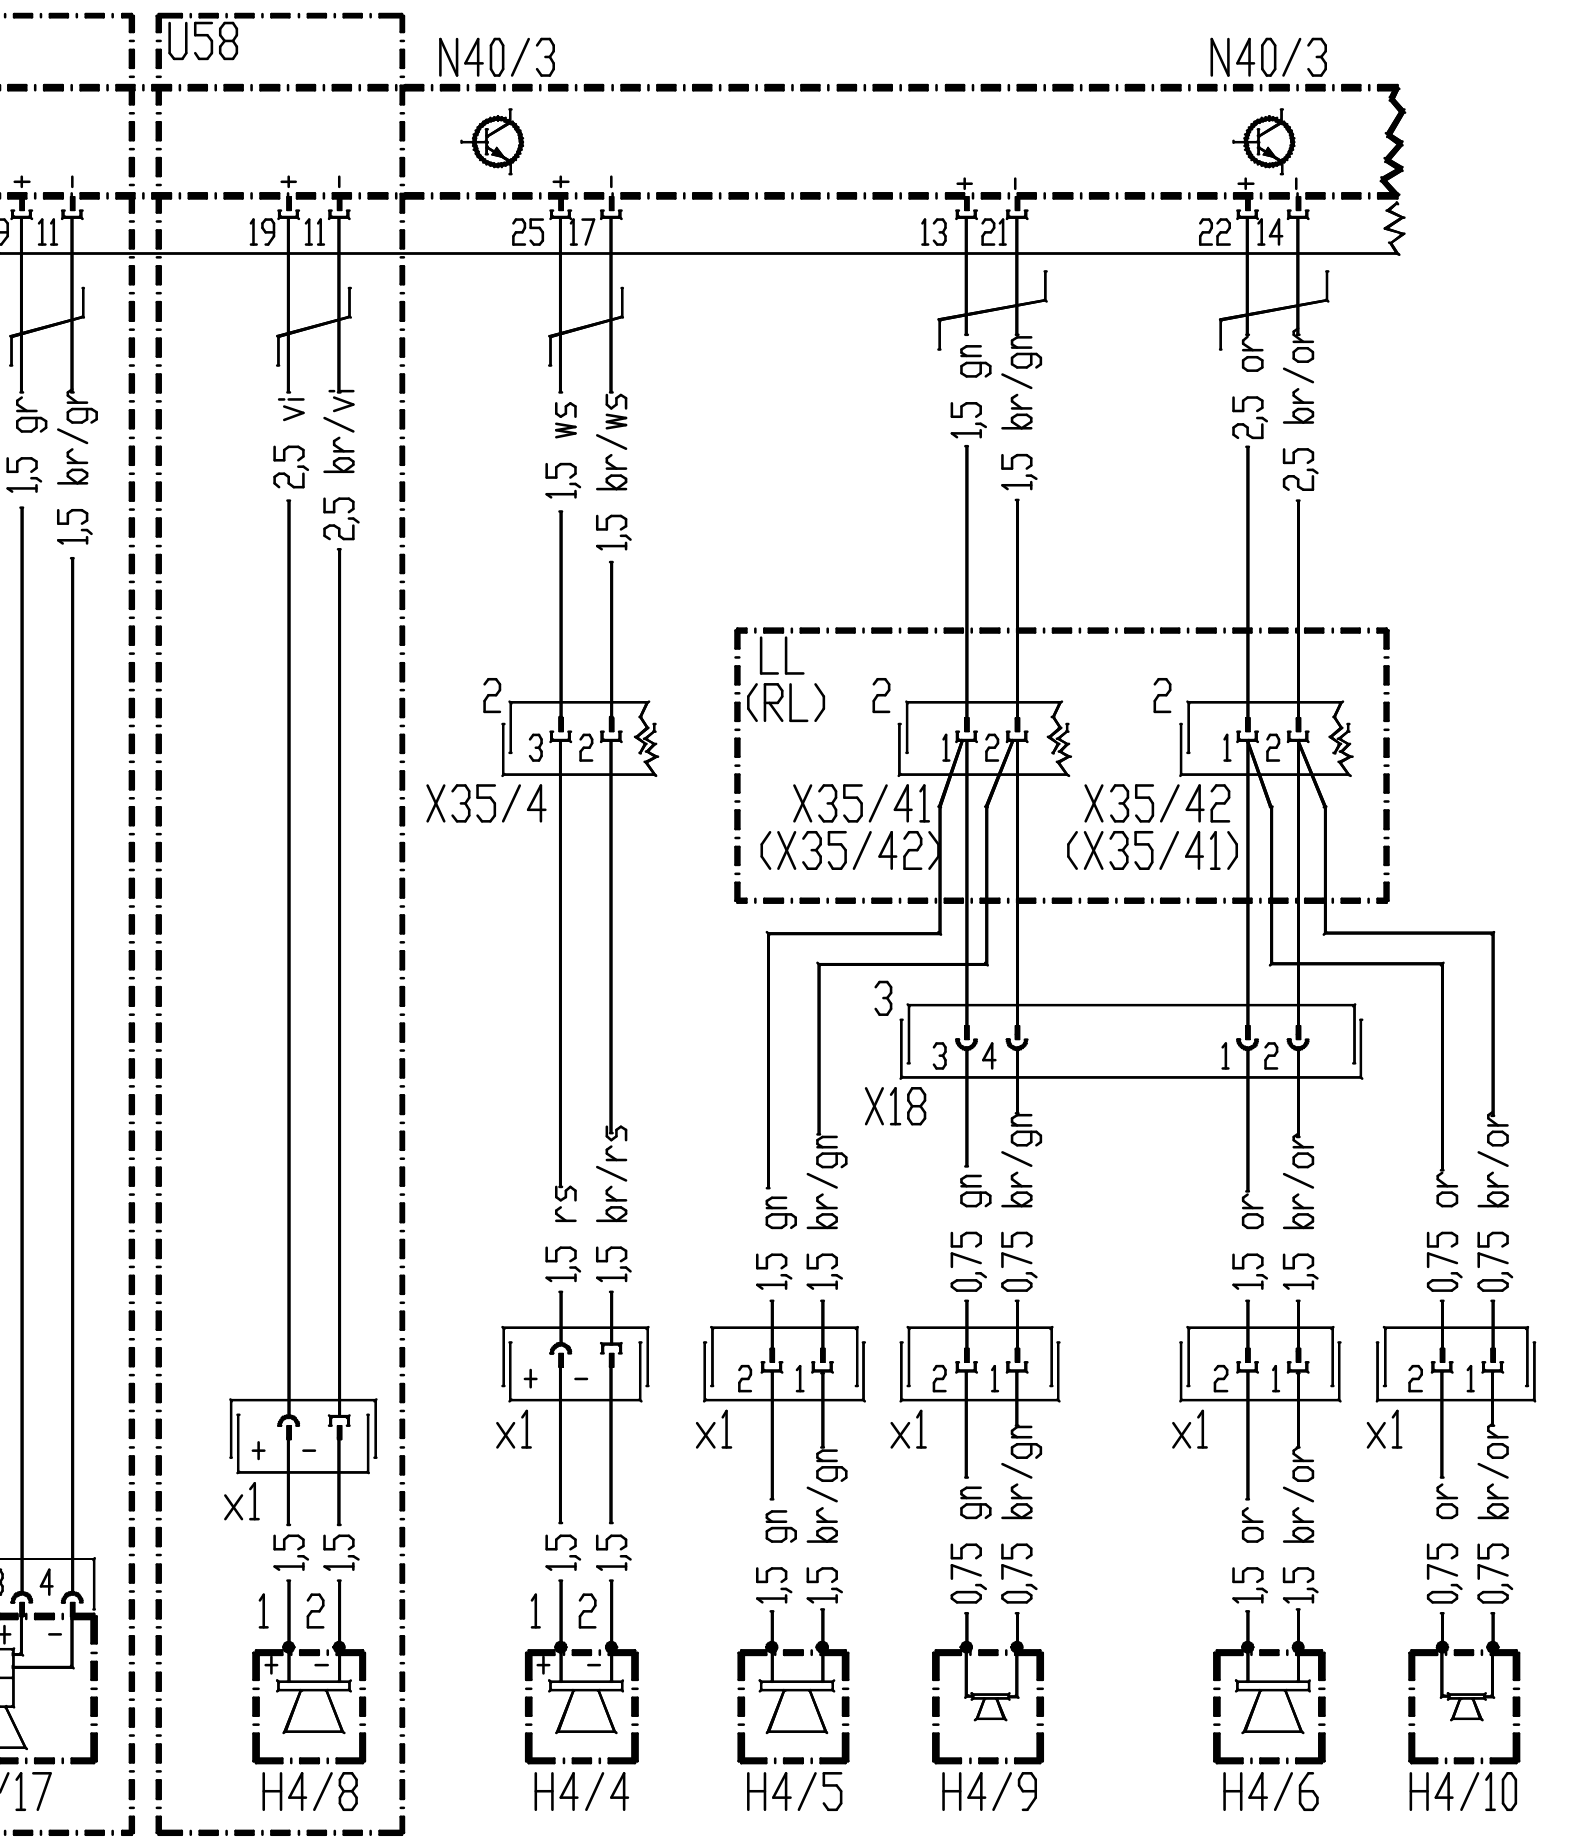 U58
N40/3 N40/3
+ - + - + - + - + -
11 19 11 25 17 13 21 22 14
1,5 gr
1,5 br/gr
2,5 vi
2,5 br/vi
1,5 ws
1,5 br/ws
1,5 gn
1,5 br/gn
2,5 or
2,5 br/or
LL
(RL)
2 2 2
3 2 1 2 1 2
X35/4 X35/41 X35/42
(X35/42) (X35/41)
3
3 4 1 2
X18
1,5 rs
1,5 br/rs
1,5 gn
1,5 br/gn
0,75 gn
0,75 br/gn
1,5 or
1,5 br/or
0,75 or
0,75 br/or
+ - 2 1 2 1 2 1 2 1
x1 x1 x1 x1 x1
+ -
x1
1,5
1,5
1,5
1,5
1,5 gn
1,5 br/gn
0,75 gn
0,75 br/gn
1,5 or
1,5 br/or
0,75 or
0,75 br/or
4
1 2 1 2
+ - + - + -
/17 H4/8 H4/4 H4/5 H4/9 H4/6 H4/10